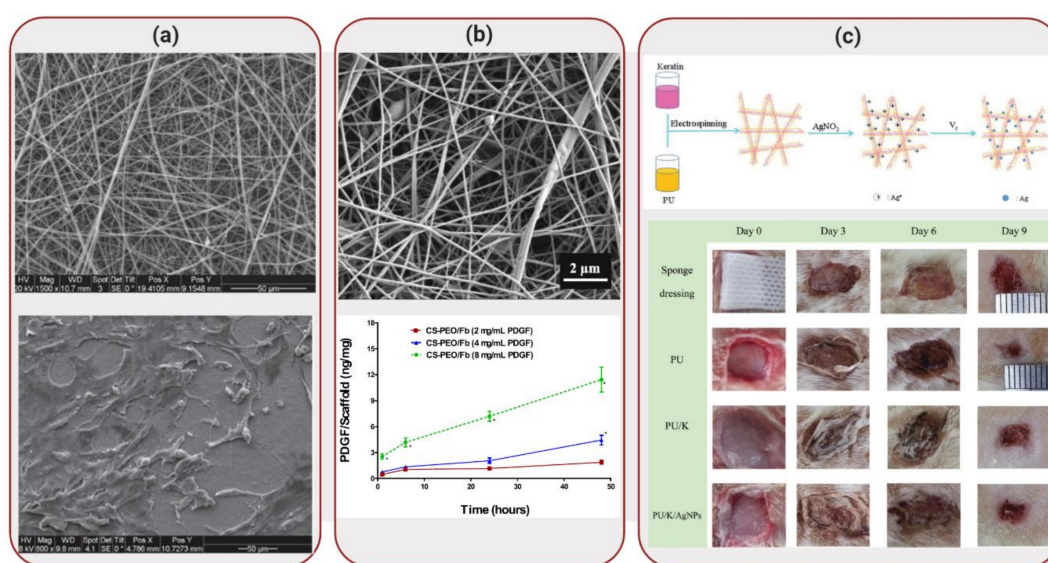 (a)
HV Mag WD Spot Det Tilt Pos X Pos Y
20 kV 1500 x 10.7 mm 3 SE 0° 19.4105 mm 9.1548 mm
50 µm
HV Mag WD Spot Det Tilt Pos X Pos Y
8 kV 800 x 9.8 mm 4.1 SE 0° 4.786 mm 10.7273 mm
50 µm
(b)
2 µm
CS-PEO/Fb (2 mg/mL PDGF)
CS-PEO/Fb (4 mg/mL PDGF)
CS-PEO/Fb (8 mg/mL PDGF)
PDGF/Scaffold (ng/mg)
18
15
12
9
6
3
0
0 10 20 30 40 50
Time (hours)
(c)
Keratin
Electrospinning
AgNO3
Vc
PU
: Ag+
: Ag
Day 0 Day 3 Day 6 Day 9
Sponge
dressing
PU
PU/K
PU/K/AgNPs